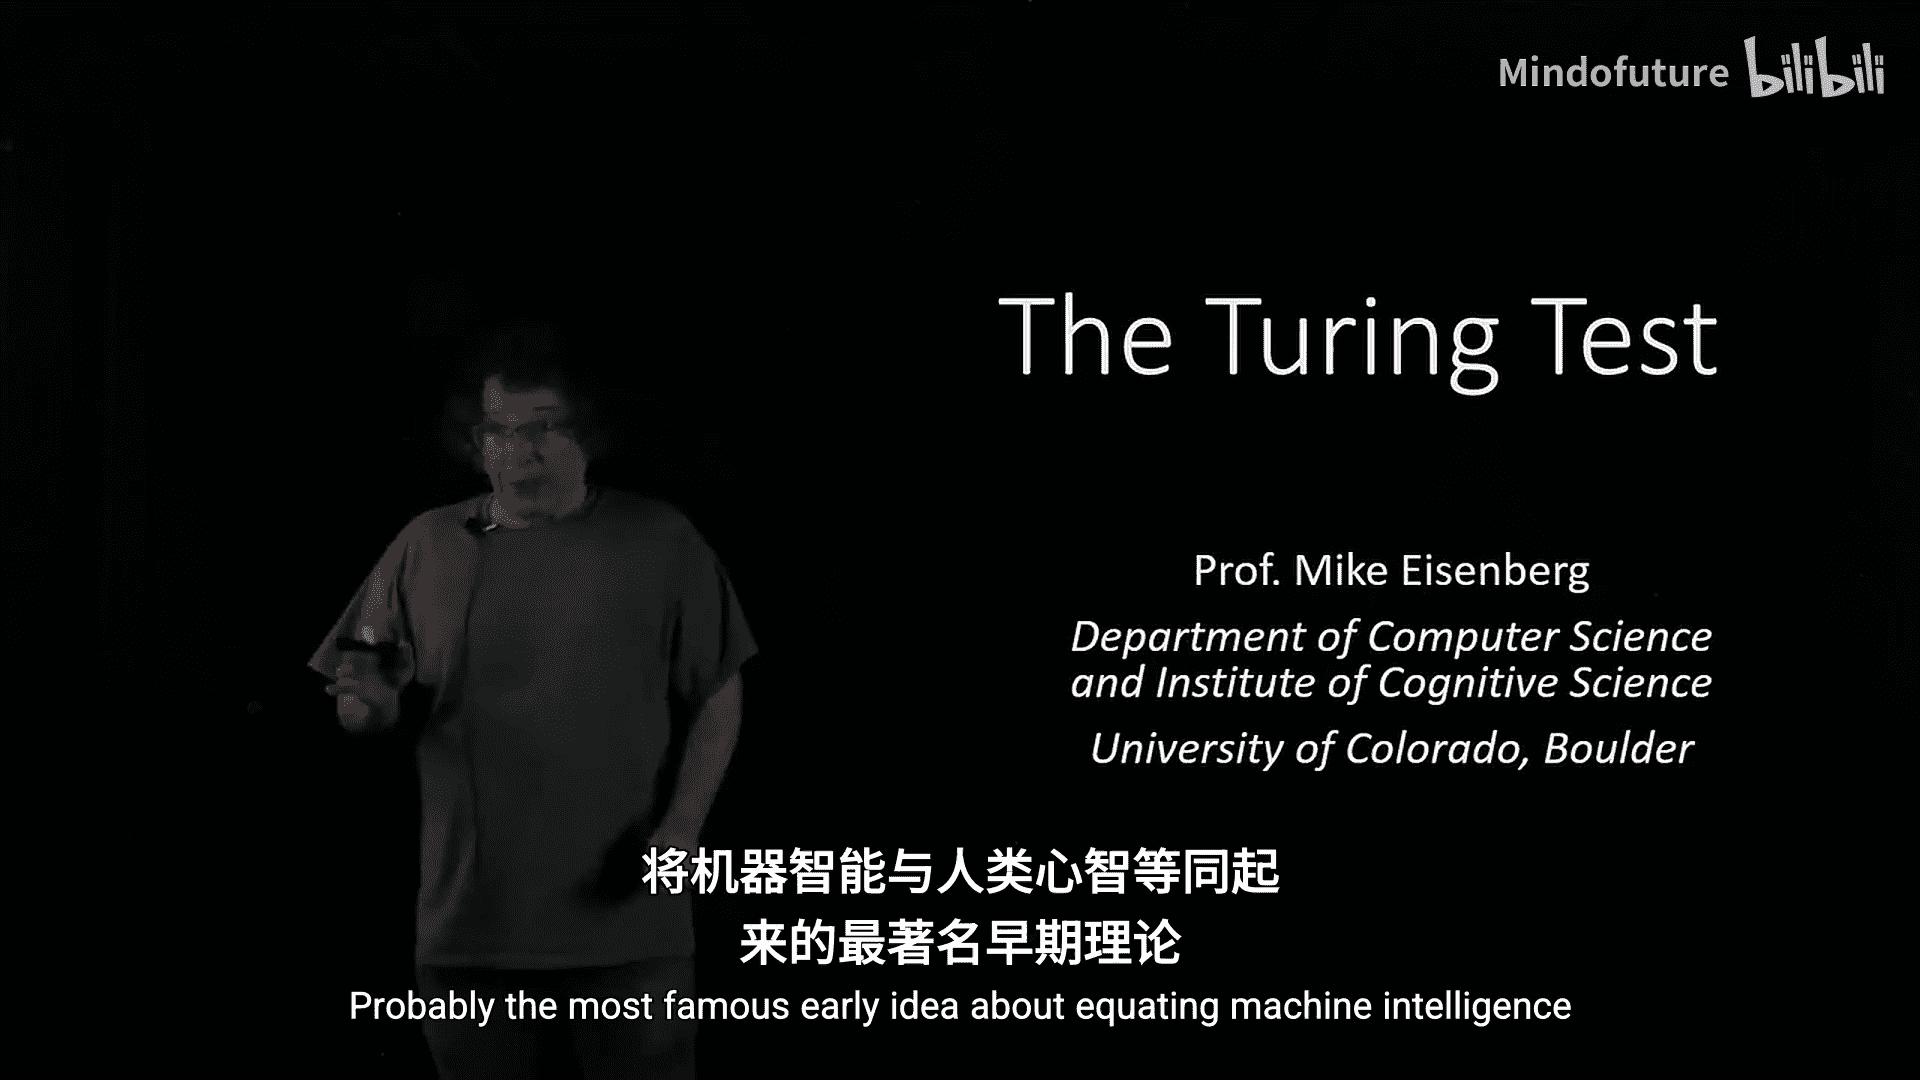 Mindofuture bilibili
The Turing Test
Prof. Mike Eisenberg
Department of Computer Science
and Institute of Cognitive Science
University of Colorado, Boulder
将机器智能与人类心智等同起
来的最著名早期理论
Probably the most famous early idea about equating machine intelligence